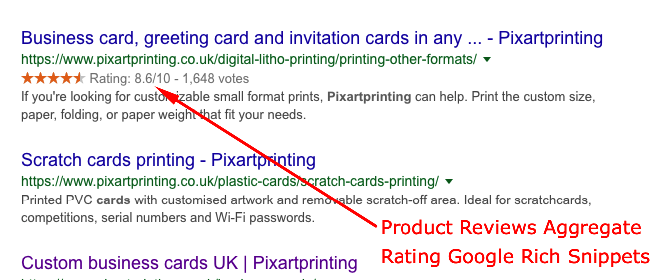 Business card, greeting card and invitation cards in any ... - Pixartprinting
https://www.pixartprinting.co.uk/digital-litho-printing/printing-other-formats/
Rating: 8.6/10 - 1,648 votes
If you're looking for customizable small format prints, Pixartprinting can help. Print the custom size,
paper, folding, or paper weight that fit your needs.
Scratch cards printing - Pixartprinting
https://www.pixartprinting.co.uk/plastic-cards/scratch-cards-printing/
Printed PVC cards with customised artwork and removable scratch-off area. Ideal for scratchcards,
competitions, serial numbers and Wi-Fi passwords.
Product Reviews Aggregate
Rating Google Rich Snippets
Custom business cards UK | Pixartprinting